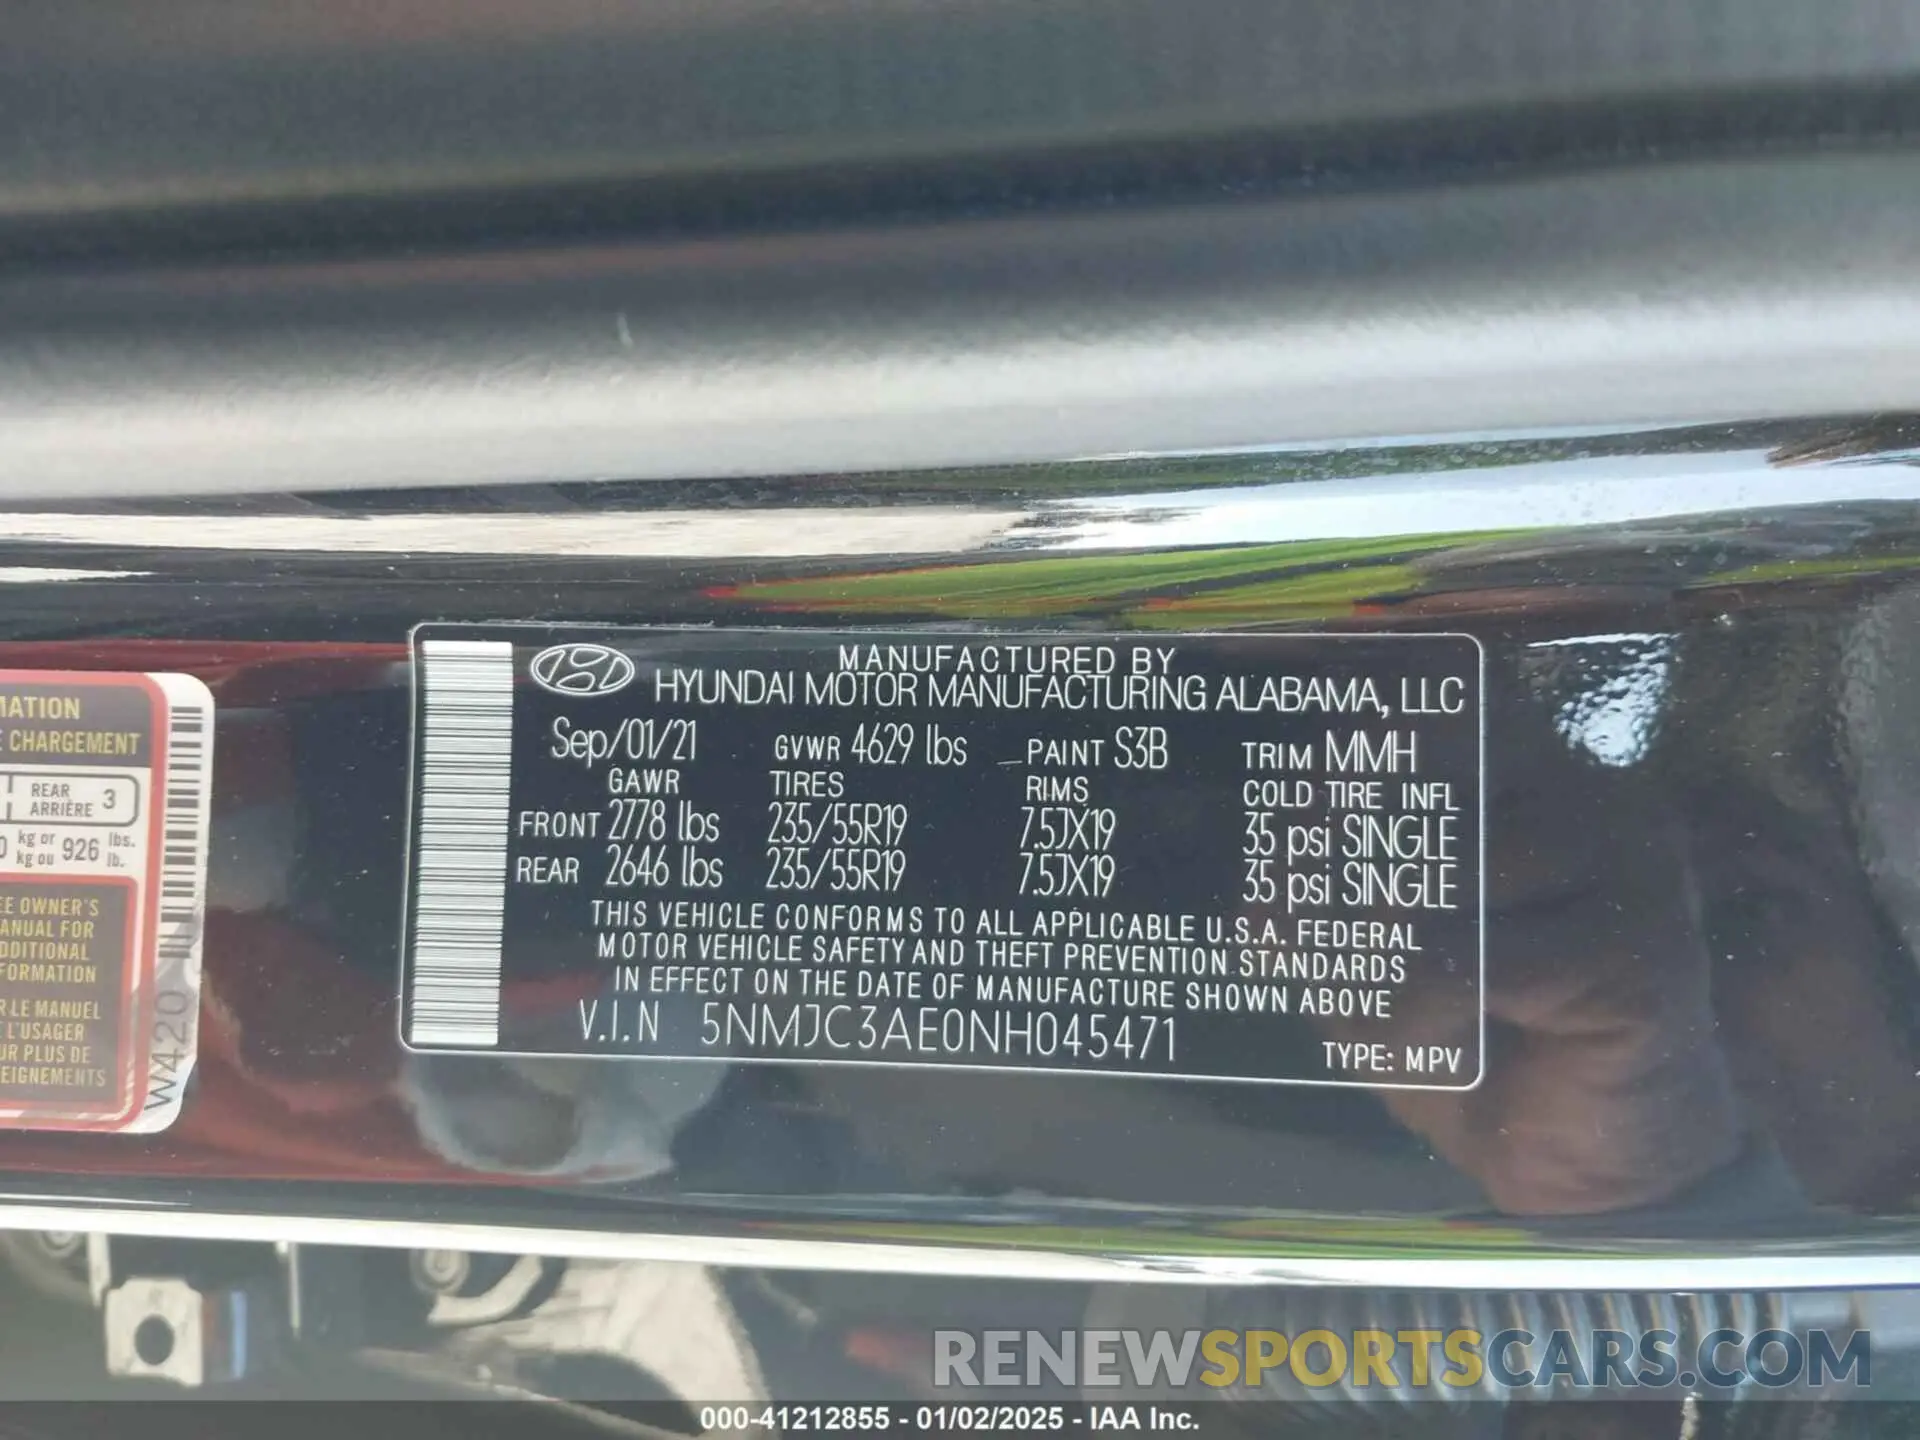 MANUFACTURED BY
HYUNDAI MOTOR MANUFACTURING ALABAMA, LLC
Sep/01/21 GVWR 4629 lbs PAINT S3B TRIM MMH
GAWR TIRES RIMS COLD TIRE INFL
FRONT 2778 lbs 235/55R19 7.5JX19 35 psi SINGLE
REAR 2646 lbs 235/55R19 7.5JX19 35 psi SINGLE
THIS VEHICLE CONFORMS TO ALL APPLICABLE U.S.A. FEDERAL
MOTOR VEHICLE SAFETY AND THEFT PREVENTION STANDARDS
IN EFFECT ON THE DATE OF MANUFACTURE SHOWN ABOVE
V.I.N 5NMJC3AE0NH045471
TYPE: MPV
MATION
E CHARGEMENT
REAR
ARRIÈRE 3
0 kg or 926 lbs.
kg ou lb.
EE OWNER'S
ANUAL FOR
DDITIONAL
FORMATION
R LE MANUEL
E L'USAGER
UR PLUS DE
EIGNEMENTS
W420
RENEWSPORTSCARS.COM
000-41212855 - 01/02/2025 - IAA Inc.